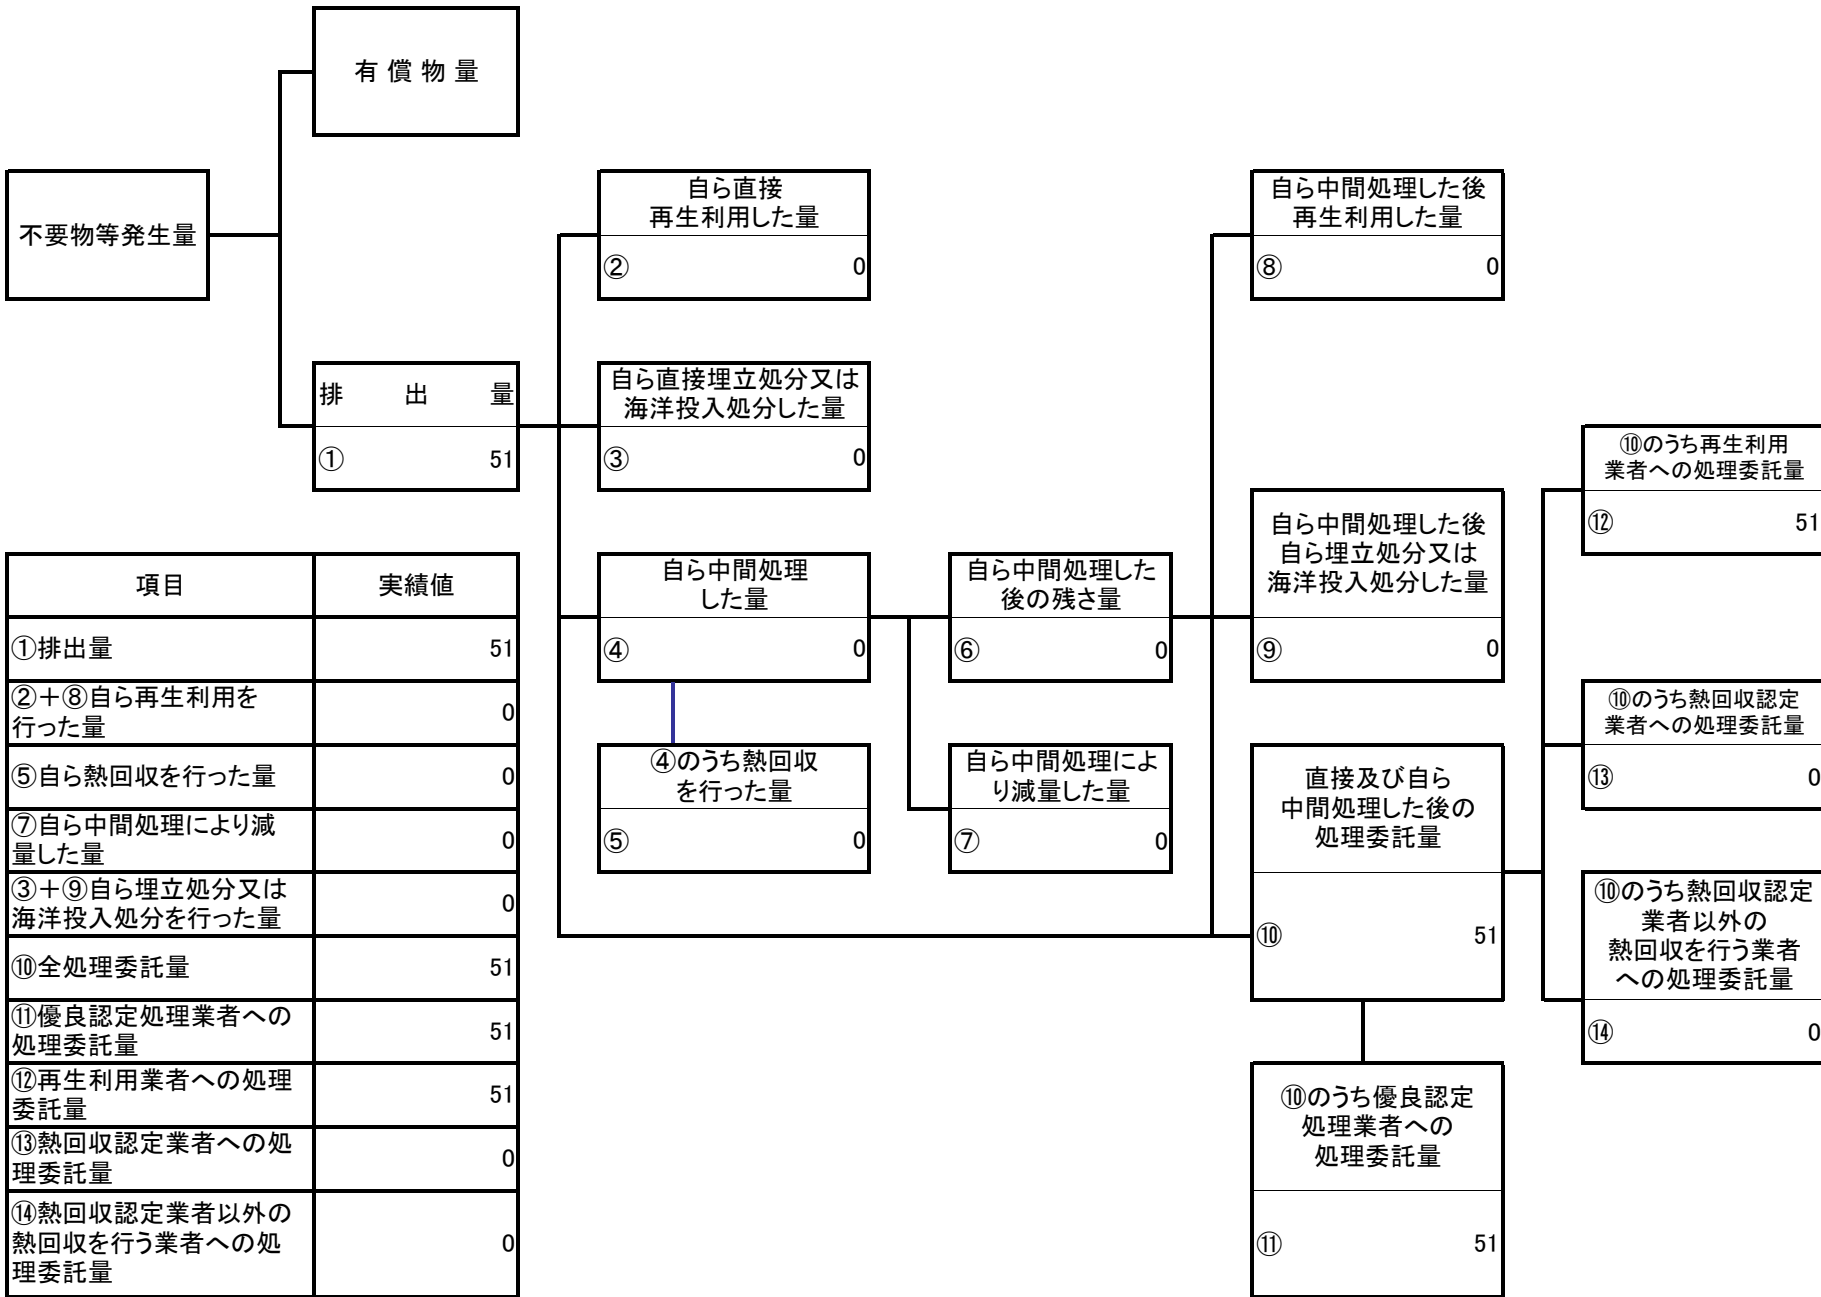 有償物量
不要物等発生量
自ら直接
再生利用した量
② 0
自ら中間処理した後
再生利用した量
⑧ 0
排出量
① 51
自ら直接埋立処分又は
海洋投入処分した量
③ 0
⑩のうち再生利用
業者への処理委託量
⑫ 51
自ら中間処理
した量
④ 0
自ら中間処理した
後の残さ量
⑥ 0
自ら中間処理した後
自ら埋立処分又は
海洋投入処分した量
⑨ 0
⑩のうち熱回収認定
業者への処理委託量
⑬ 0
④のうち熱回収
を行った量
⑤ 0
自ら中間処理によ
り減量した量
⑦ 0
直接及び自ら
中間処理した後の
処理委託量
⑩ 51
⑩のうち熱回収認定
業者以外の
熱回収を行う業者
への処理委託量
⑭ 0
⑩のうち優良認定
処理業者への
処理委託量
⑪ 51
項目 実績値
①排出量 51
②＋⑧自ら再生利用を
行った量 0
⑤自ら熱回収を行った量 0
⑦自ら中間処理により減
量した量 0
③＋⑨自ら埋立処分又は
海洋投入処分を行った量 0
⑩全処理委託量 51
⑪優良認定処理業者への
処理委託量 51
⑫再生利用業者への処理
委託量 51
⑬熱回収認定業者への処
理委託量 0
⑭熱回収認定業者以外の
熱回収を行う業者への処
理委託量 0